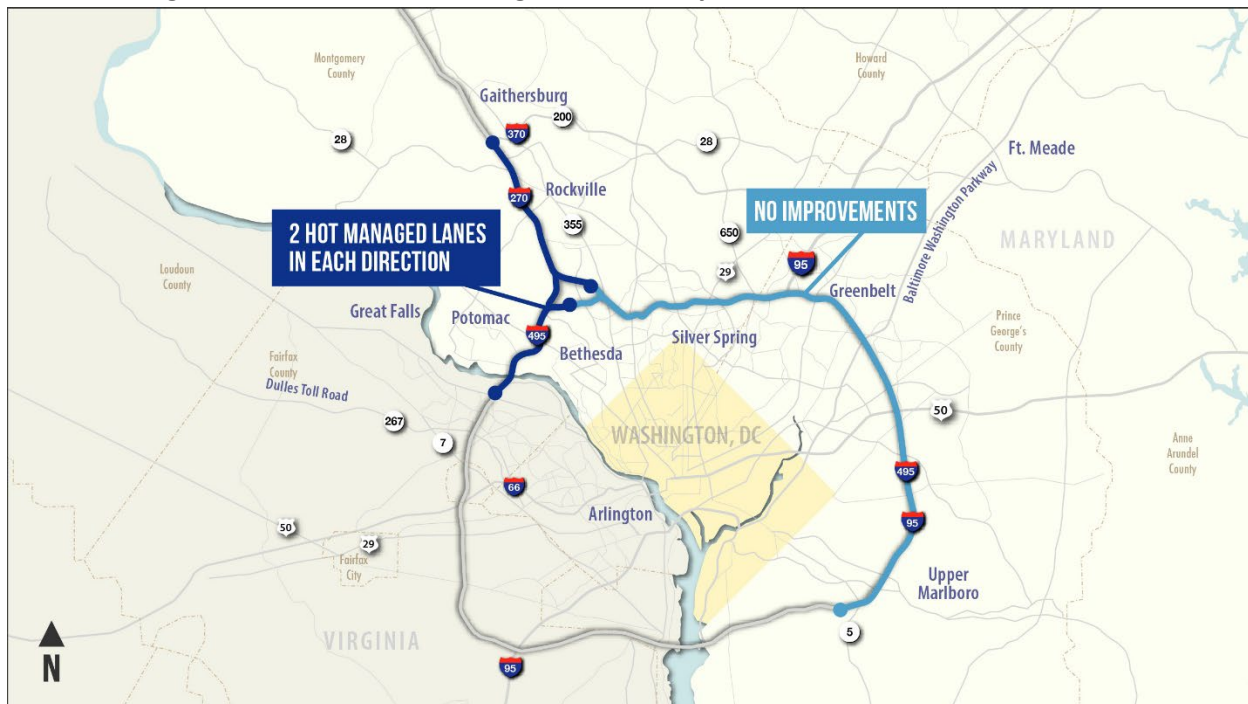 Montgomery
County
Howard
County
Gaithersburg
370
200
28
28
Ft. Meade
Rockville
270
355
650
NO IMPROVEMENTS
2 HOT MANAGED LANES
IN EACH DIRECTION
Baltimore Washington Parkway
MARYLAND
95
29
Loudoun
County
Great Falls
Potomac
Greenbelt
Prince
George's
County
495
Bethesda
Silver Spring
Fairfax
County
Dulles Toll Road
267
7
50
WASHINGTON, DC
Anne
Arundel
County
66
495
Arlington
95
50
29
Fairfax
City
Upper
Marlboro
5
VIRGINIA
95
N